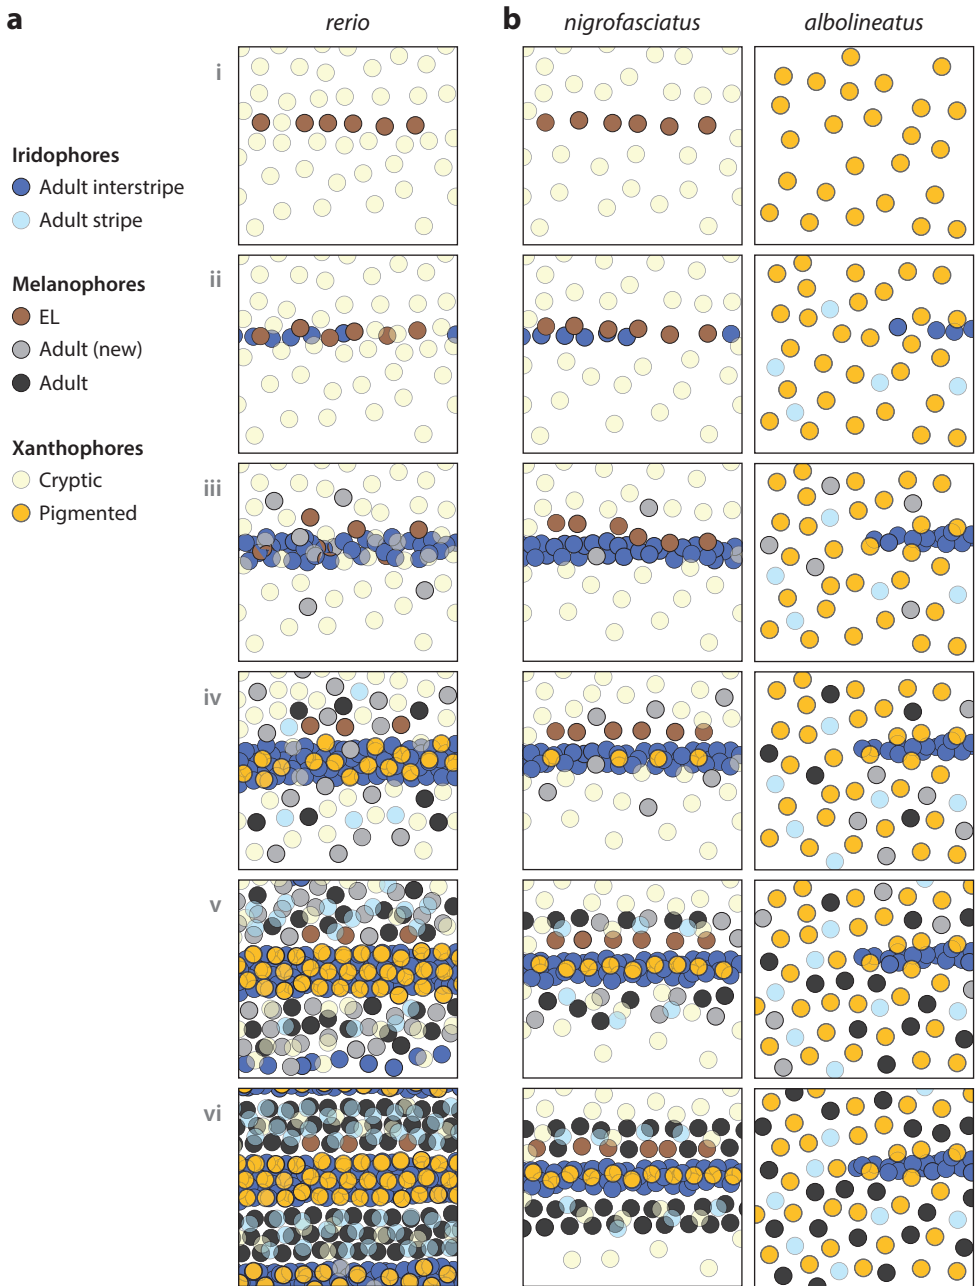 a
rerio
b
nigrofasciatus
albolineatus
i
Iridophores
Adult interstripe
Adult stripe
ii
Melanophores
EL
Adult (new)
Adult
Xanthophores
Cryptic
Pigmented
iii
iv
v
vi